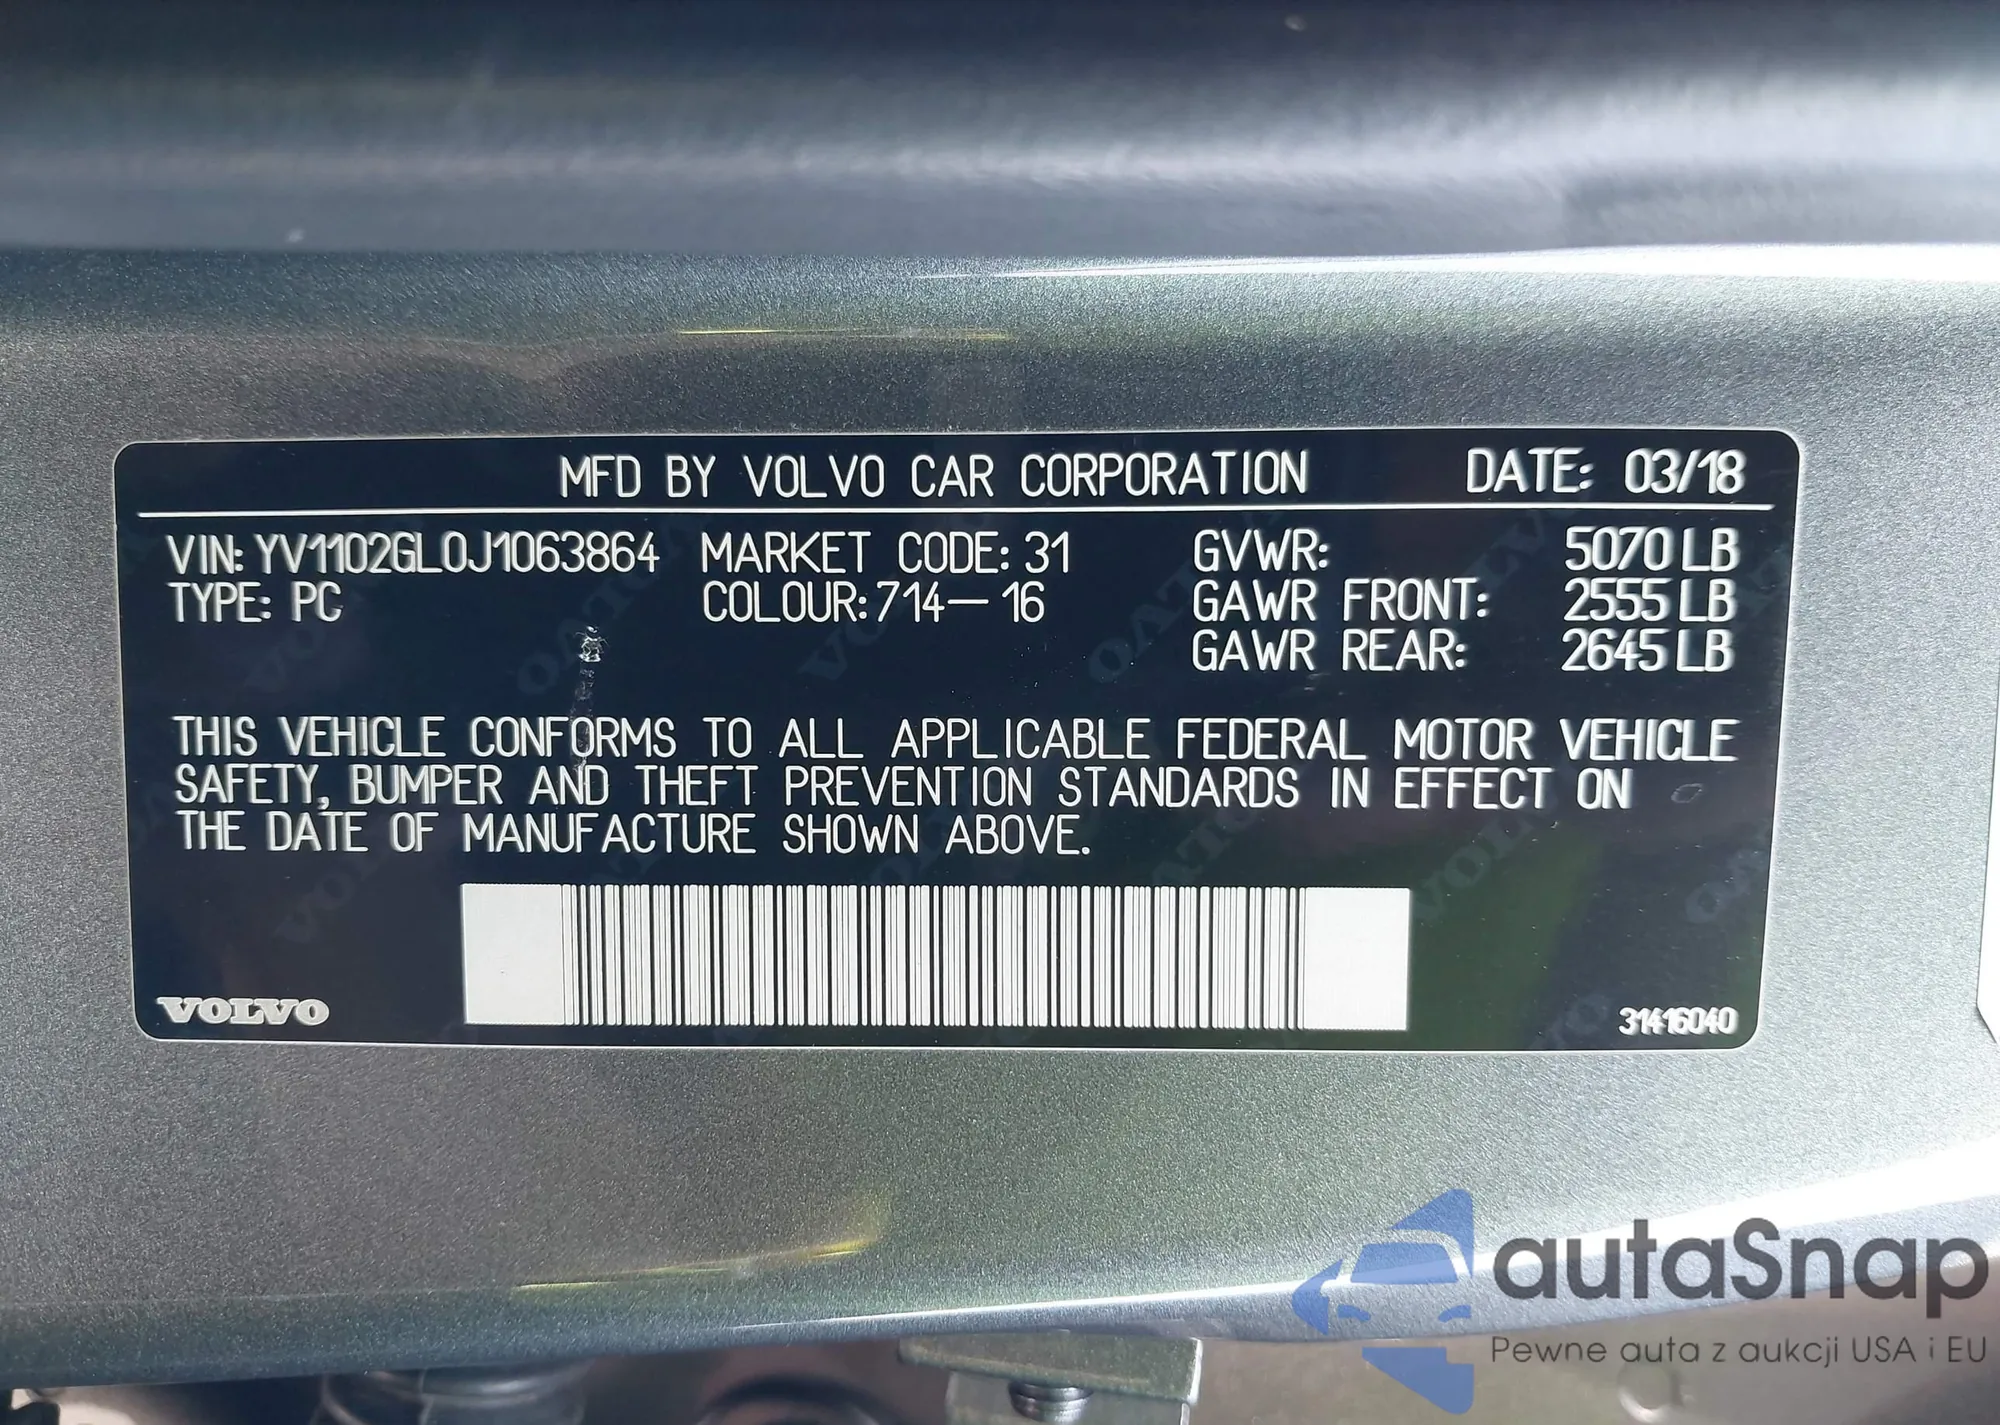 MFD BY VOLVO CAR CORPORATION DATE: 03/18
VIN: YV1102GL0J1063864 MARKET CODE: 31 GVWR: 5070 LB
TYPE: PC COLOUR: 714-16 GAWR FRONT: 2555 LB
GAWR REAR: 2645 LB
THIS VEHICLE CONFORMS TO ALL APPLICABLE FEDERAL MOTOR VEHICLE
SAFETY, BUMPER AND THEFT PREVENTION STANDARDS IN EFFECT ON
THE DATE OF MANUFACTURE SHOWN ABOVE.
VOLVO 31416040
autaSnap
Pewne auta z aukcji USA i EU